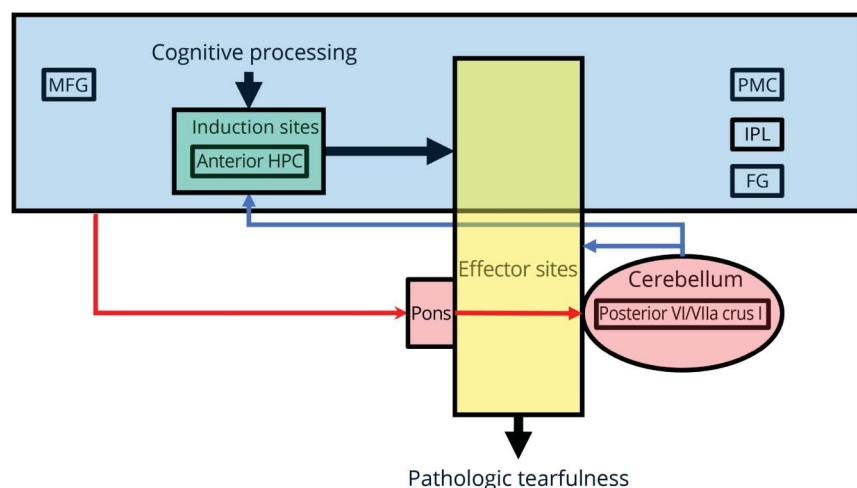 Cognitive processing
MFG
PMC
Induction sites
Anterior HPC
IPL
FG
Effector sites
Cerebellum
Pons
Posterior VI/VIIa crus I
Pathologic tearfulness